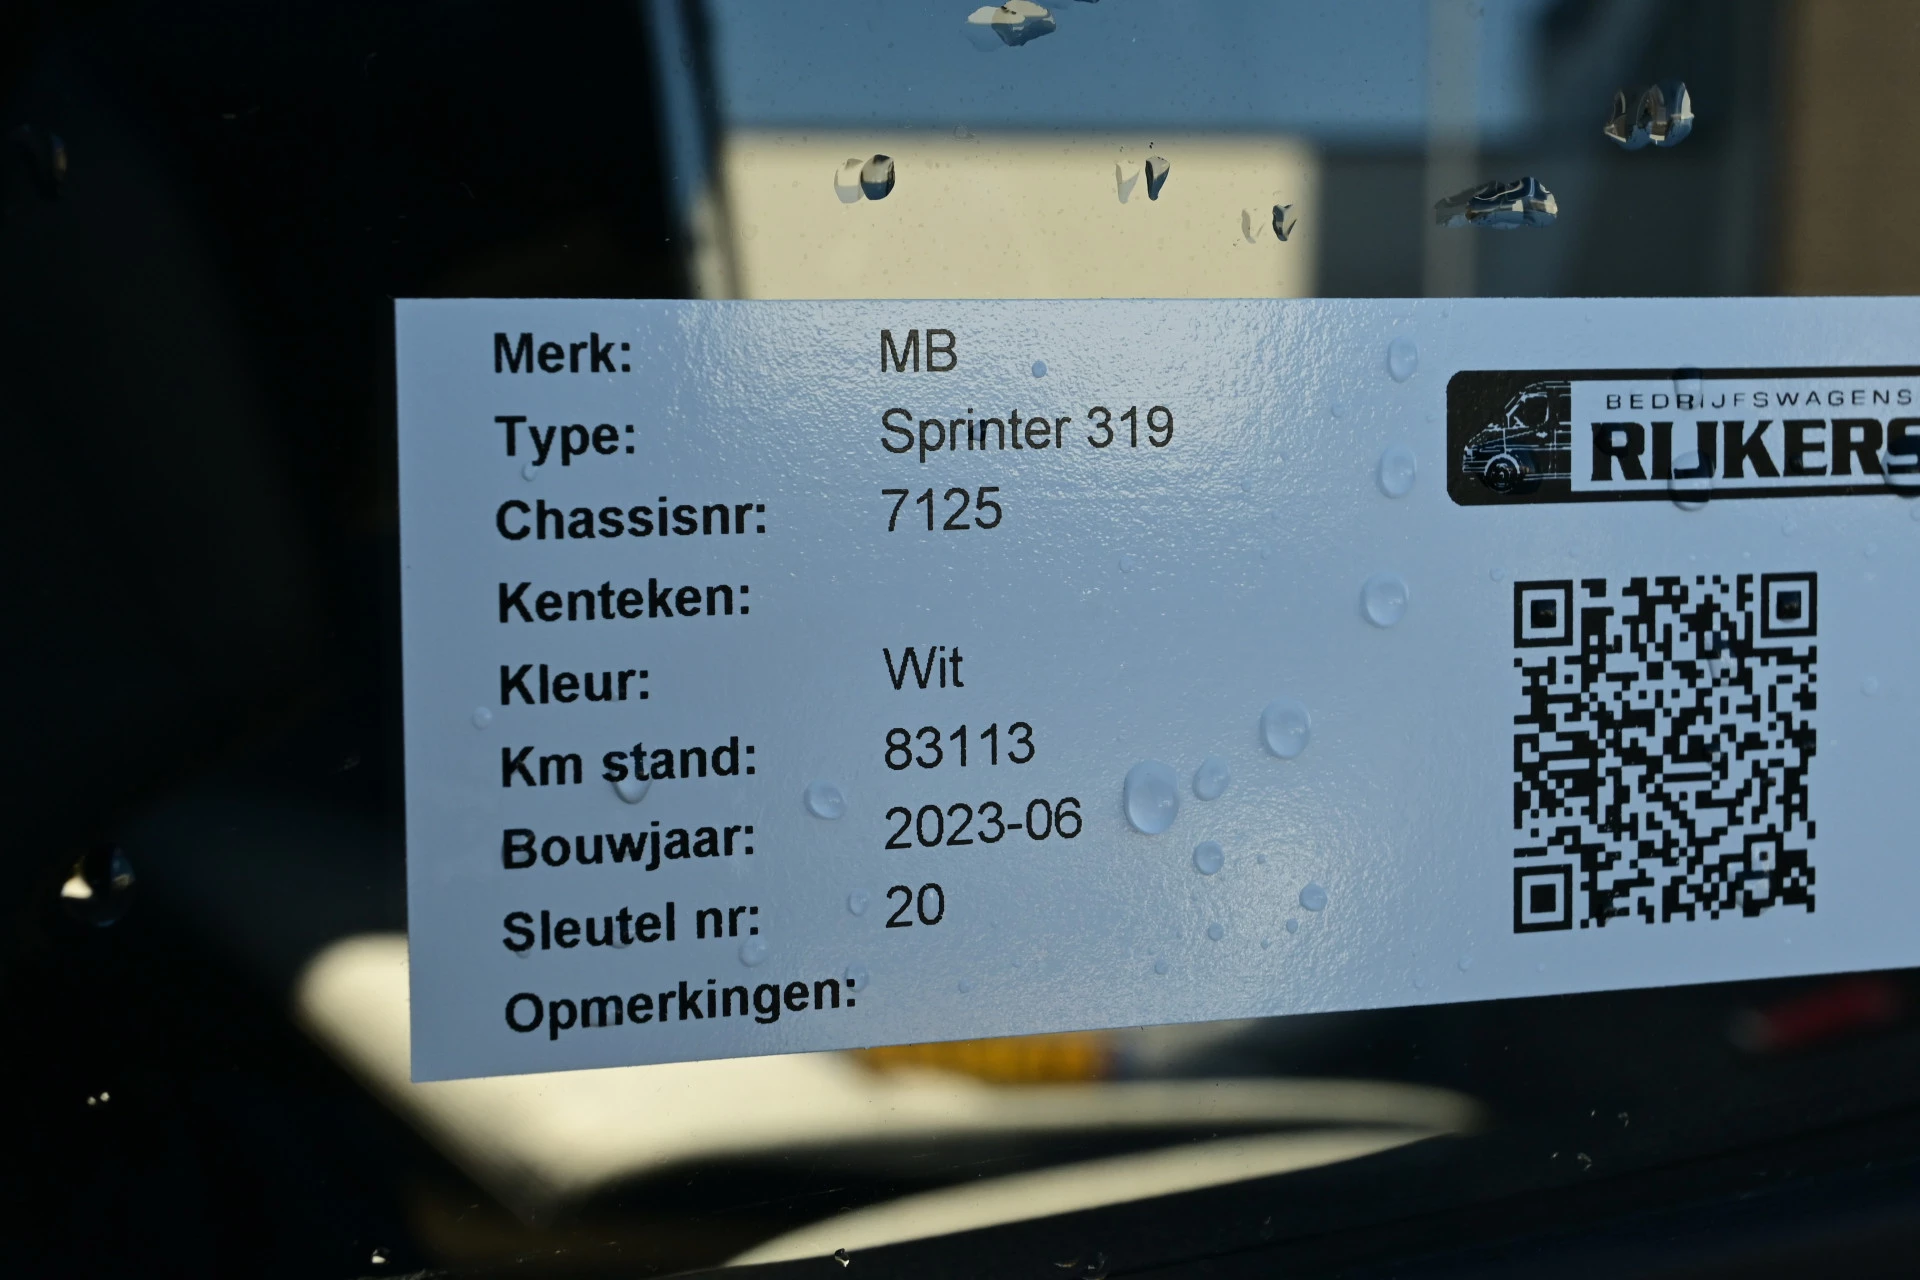 Merk: MB
Type: Sprinter 319
Chassisnr: 7125
Kenteken:
Kleur: Wit
Km stand: 83113
Bouwjaar: 2023-06
Sleutel nr: 20
Opmerkingen:
BEDRIJFSWAGENS
RIJKERS